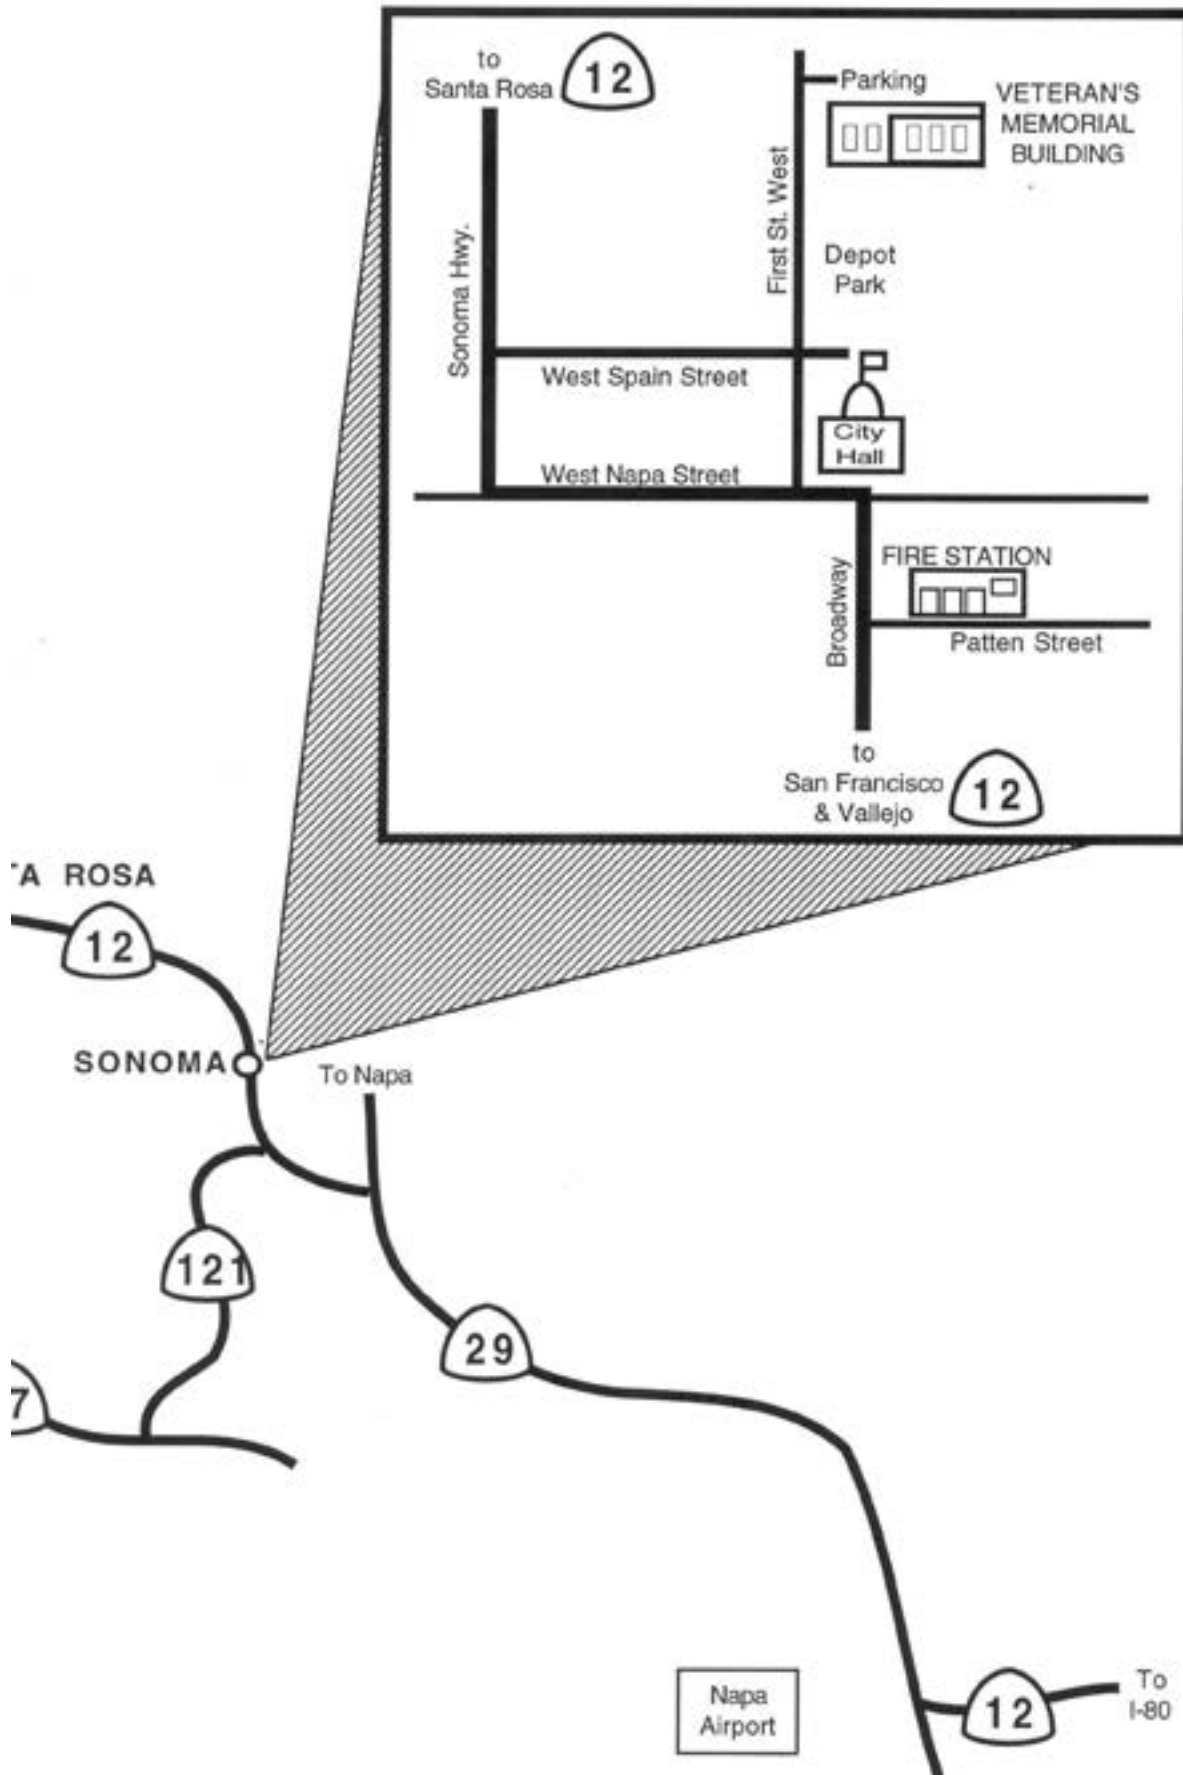 to
Santa Rosa
12
Parking
VETERAN'S
MEMORIAL
BUILDING
First St. West
Sonoma Hwy.
Depot
Park
West Spain Street
City
Hall
West Napa Street
FIRE STATION
Broadway
Patten Street
to
San Francisco
& Vallejo
12
TA ROSA
12
SONOMA
To Napa
121
29
7
Napa
Airport
12
To
I-80